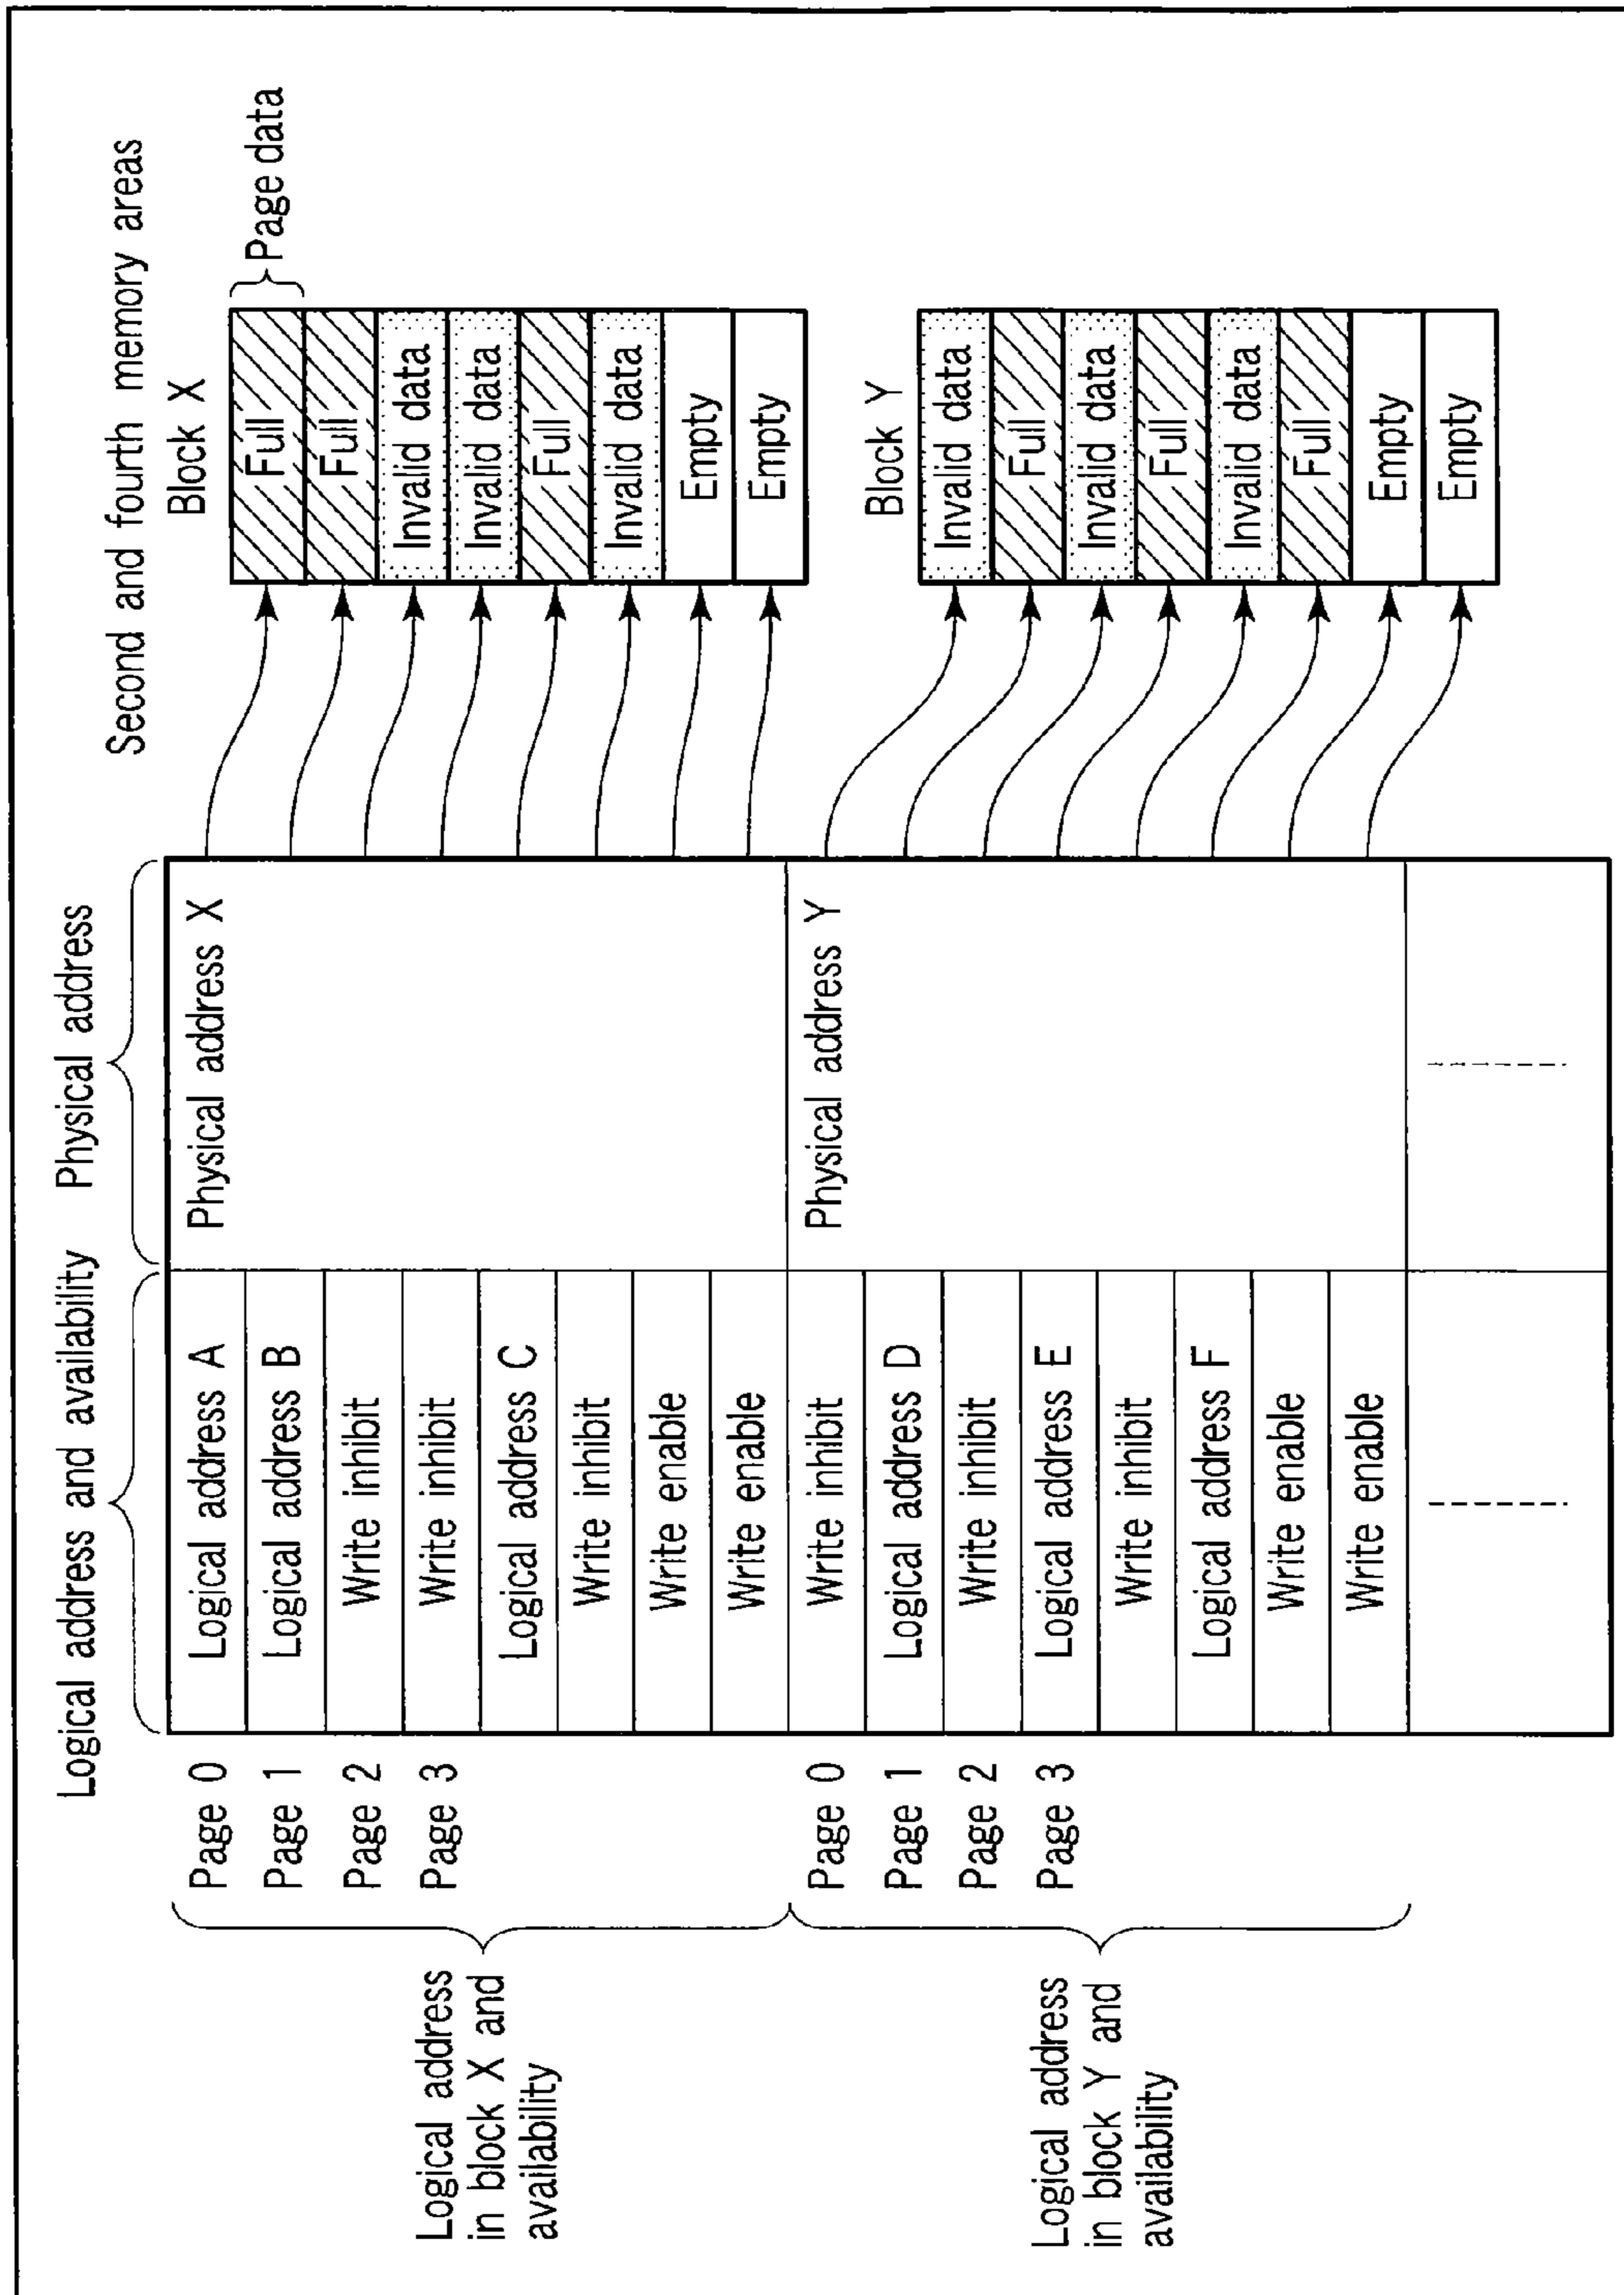 Logical address and availability
Physical address
Second and fourth memory areas
Logical address
in block X and
availability
Page 0
Page 1
Page 2
Page 3
Logical address A
Logical address B
Write inhibit
Write inhibit
Logical address C
Write inhibit
Write enable
Write enable
Physical address X
Block X
Full
Full
Invalid data
Invalid data
Full
Invalid data
Empty
Empty
Page data
Logical address
in block Y and
availability
Page 0
Page 1
Page 2
Page 3
Write inhibit
Logical address D
Write inhibit
Logical address E
Write inhibit
Logical address F
Write enable
Write enable
Physical address Y
Block Y
Invalid data
Full
Invalid data
Full
Invalid data
Full
Empty
Empty